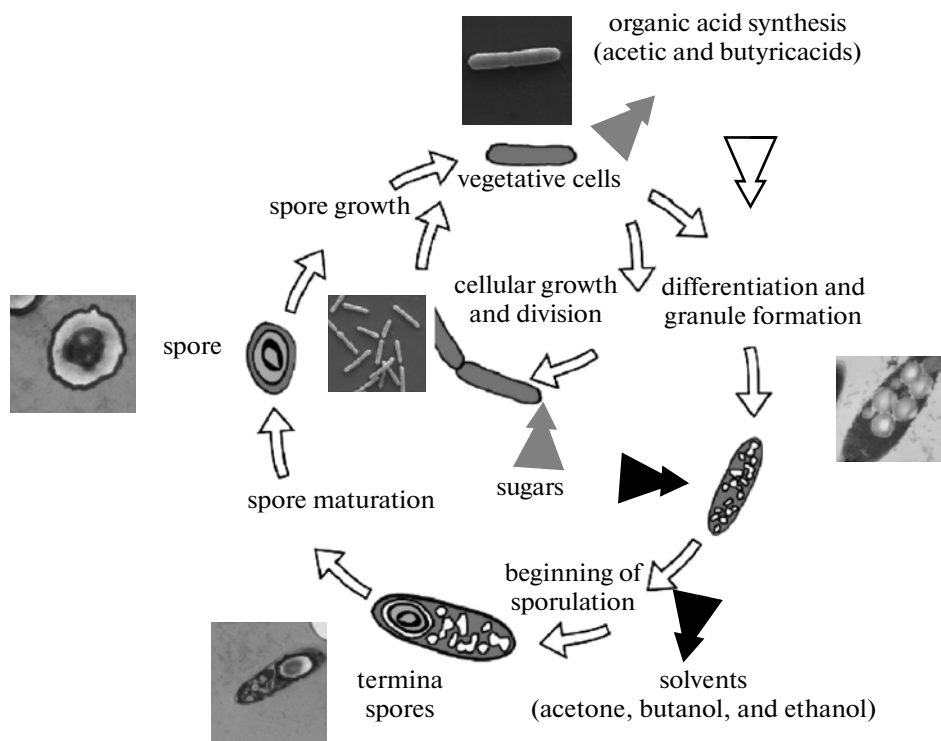 organic acid synthesis
(acetic and butyricacids)
vegetative cells
spore growth
cellular growth
and division
differentiation and
granule formation
spore
sugars
spore maturation
beginning of
sporulation
termina
spores
solvents
(acetone, butanol, and ethanol)